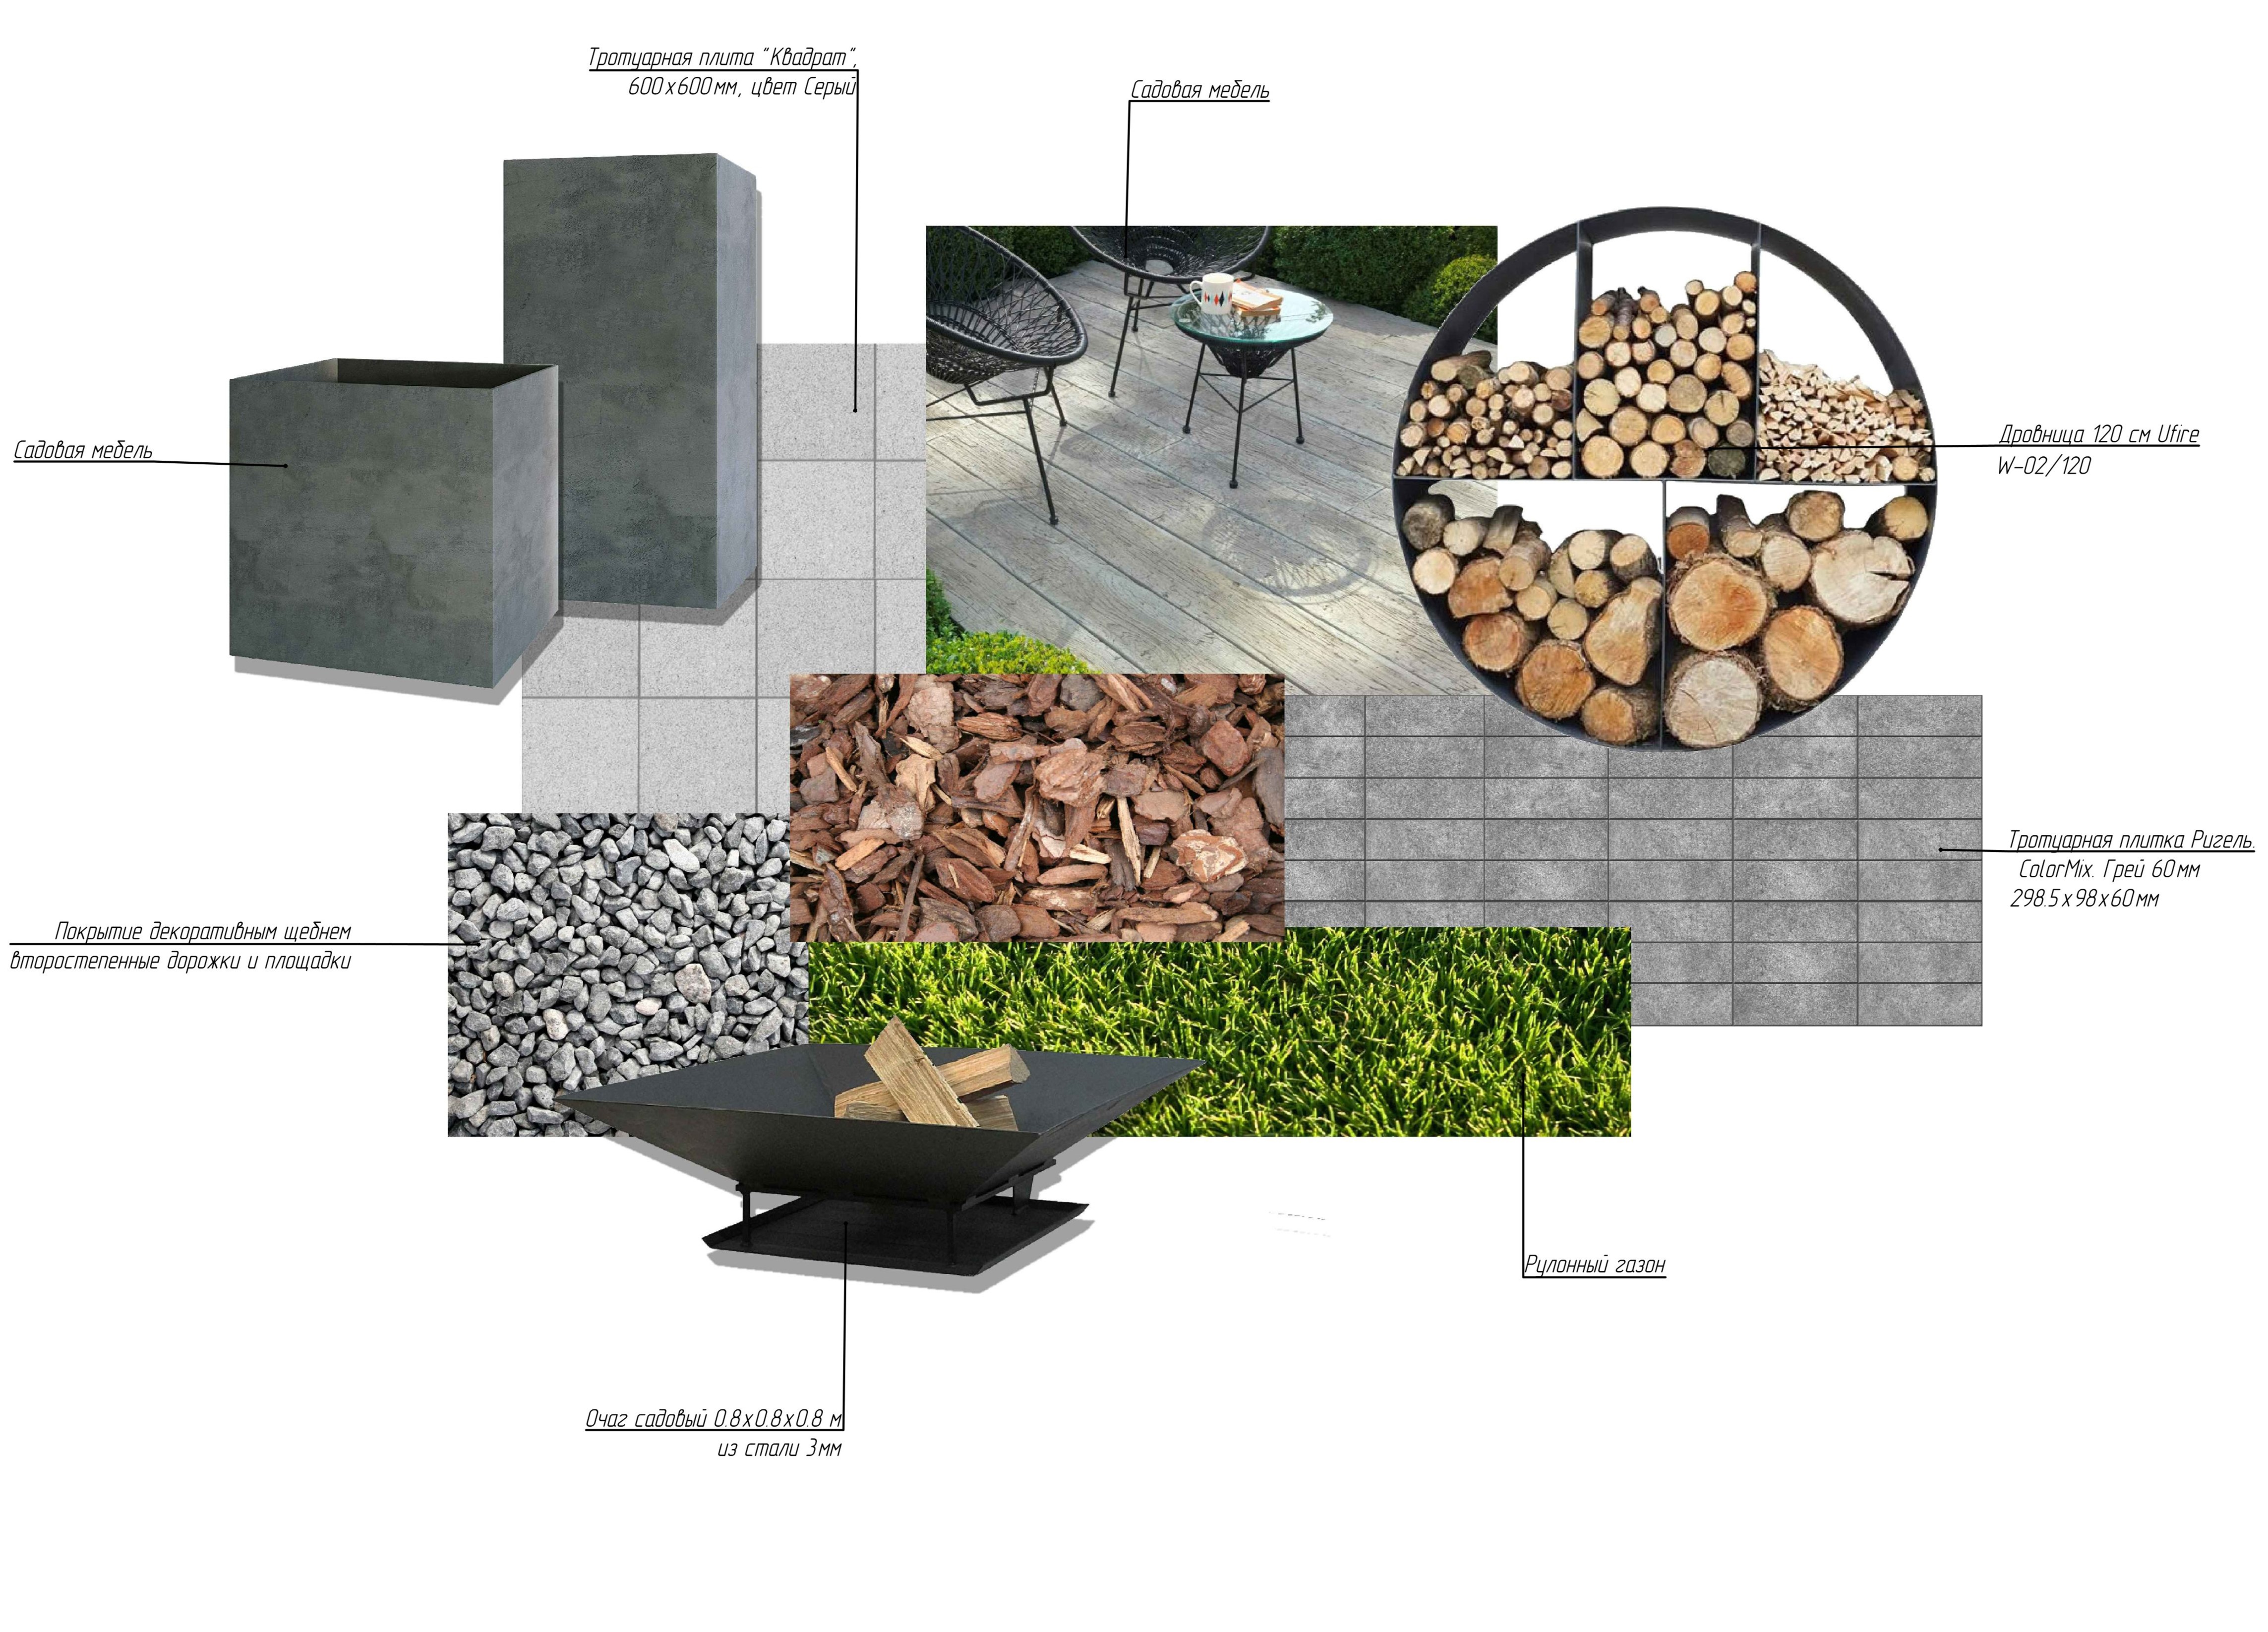 Тротуарная плита "Квадрат",
600х600мм, цвет Серый
Садовая мебель
Садовая мебель
Дровница 120 см Ufire
W-02/120
Тротуарная плитка Ригель.
ColorMix. Грей 60мм
298.5х98х60мм
Покрытие декоративным щебнем
второстепенные дорожки и площадки
Рулонный газон
Очаг садовый 0.8х0.8х0.8 м
из стали 3мм